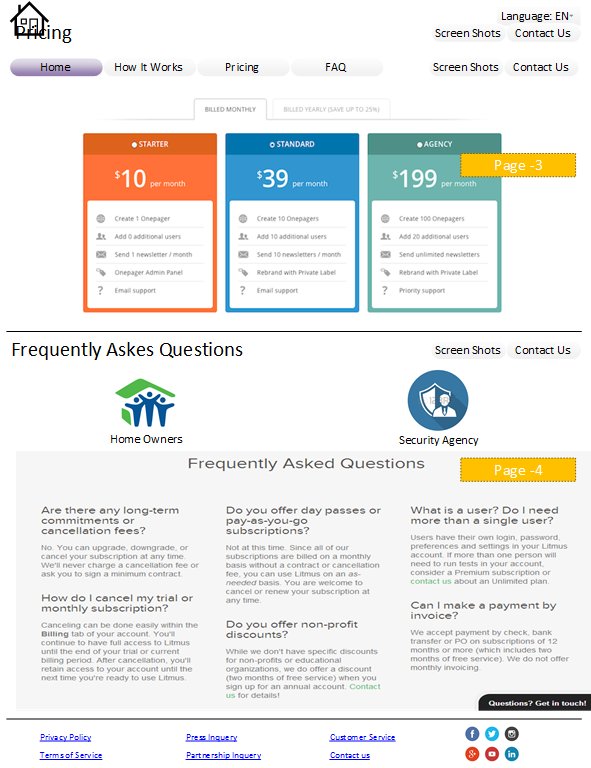 Language: EN
Pricing
Screen Shots Contact Us
Home How It Works Pricing FAQ Screen Shots Contact Us
BILLED MONTHLY BILLED YEARLY (SAVE UP TO 25%)
STARTER
$10 per month
Create 1 Onepager
Add 0 additional users
Send 1 newsletter / month
Onepager Admin Panel
Email support
STANDARD
$39 per month
Create 10 Onepagers
Add 10 additional users
Send 10 newsletters / month
Rebrand with Private Label
Email support
AGENCY
$199 per month
Create 100 Onepagers
Add 20 additional users
Send unlimited newsletters
Rebrand with Private Label
Priority support
Page -3
Frequently Askes Questions
Screen Shots Contact Us
Home Owners
Security Agency
Frequently Asked Questions
Page -4
Are there any long-term
commitments or
cancellation fees?
No. You can upgrade, downgrade, or
cancel your subscription at any time.
We'll never charge a cancellation fee or
ask you to sign a minimum contract.
How do I cancel my trial or
monthly subscription?
Canceling can be done easily within the
Billing tab of your account. You'll
continue to have full access to Litmus
until the end of your trial or current
billing period. After cancellation, you'll
retain access to your account until the
next time you're ready to use Litmus.
Do you offer day passes or
pay-as-you-go
subscriptions?
Not at this time. Since all of our
subscriptions are billed on a monthly
basis without a contract or cancellation
fee, you can use Litmus on an as-
needed basis. You are welcome to
cancel or renew your subscription at
any time.
Do you offer non-profit
discounts?
While we don't have specific discounts
for non-profits or educational
organizations, we do offer a discount
(two months of free service) when you
sign up for an annual account. Contact
us for details!
What is a user? Do I need
more than a single user?
Users have their own login, password,
preferences and settings in your Litmus
account. If more than one person will
need to run tests in your account,
consider a Premium subscription or
contact us about an Unlimited plan.
Can I make a payment by
invoice?
We accept payment by check, bank
transfer or PO on subscriptions of 12
months or more (which includes two
months of free service). We do not offer
monthly invoicing.
Questions? Get in touch!
Privacy Policy Press Inquery Customer Service
Terms of Service Partnership Inquery Contact us